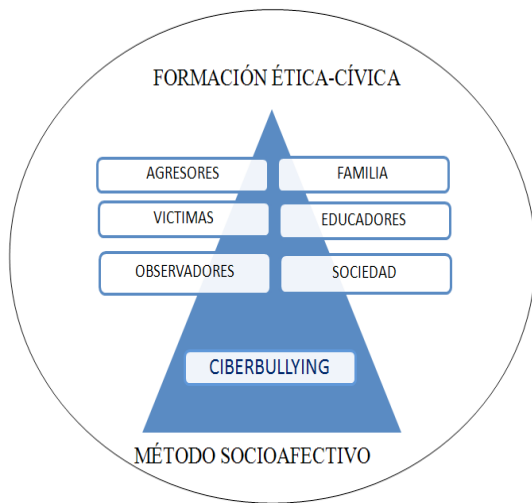 FORMACIÓN ÉTICA-CÍVICA
AGRESORES
FAMILIA
VICTIMAS
EDUCADORES
OBSERVADORES
SOCIEDAD
CIBERBULLYING
MÉTODO SOCIOAFECTIVO